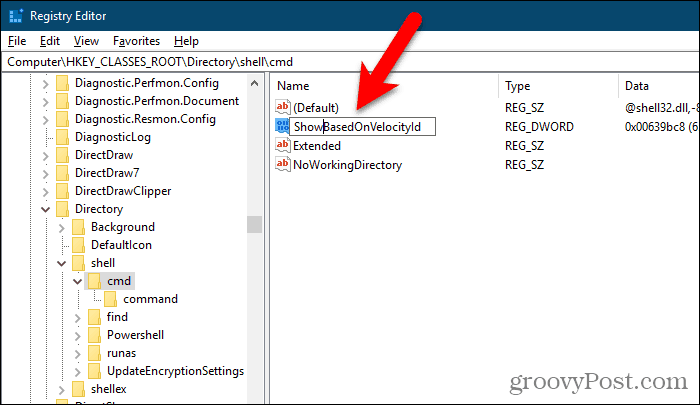 Registry Editor
File Edit View Favorites Help
Computer\HKEY_CLASSES_ROOT\Directory\shell\cmd
Diagnostic.Perfmon.Config
Diagnostic.Perfmon.Document
Diagnostic.Resmon.Config
DiagnosticLog
DirectDraw
DirectDraw7
DirectDrawClipper
Directory
Background
DefaultIcon
shell
cmd
command
find
Powershell
runas
UpdateEncryptionSettings
shellex
Name Type Data
(Default) REG_SZ @shell32.dll,-8
ShowBasedOnVelocityId REG_DWORD 0x00639bc8 (6
Extended REG_SZ
NoWorkingDirectory REG_SZ
groovyPost.com